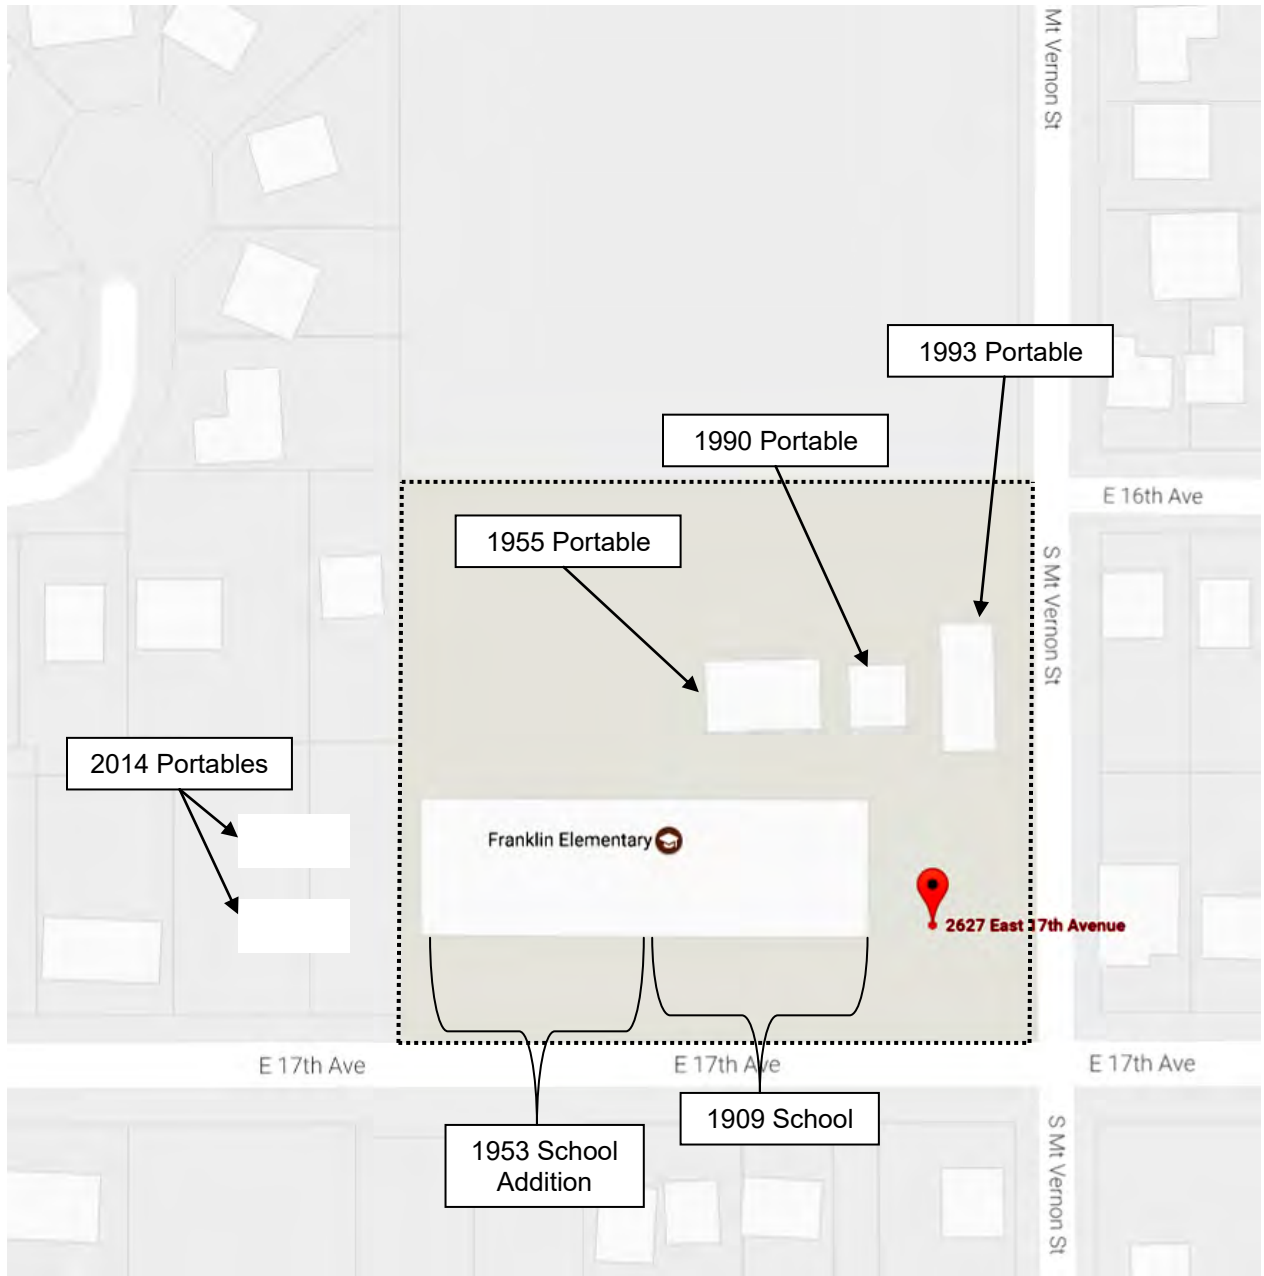 Mt Vernon St
1993 Portable
1990 Portable
E 16th Ave
1955 Portable
S Mt Vernon St
2014 Portables
Franklin Elementary
2627 East 17th Avenue
E 17th Ave
E 17th Ave
E 17th Ave
1909 School
1953 School
Addition
S Mt Vernon St